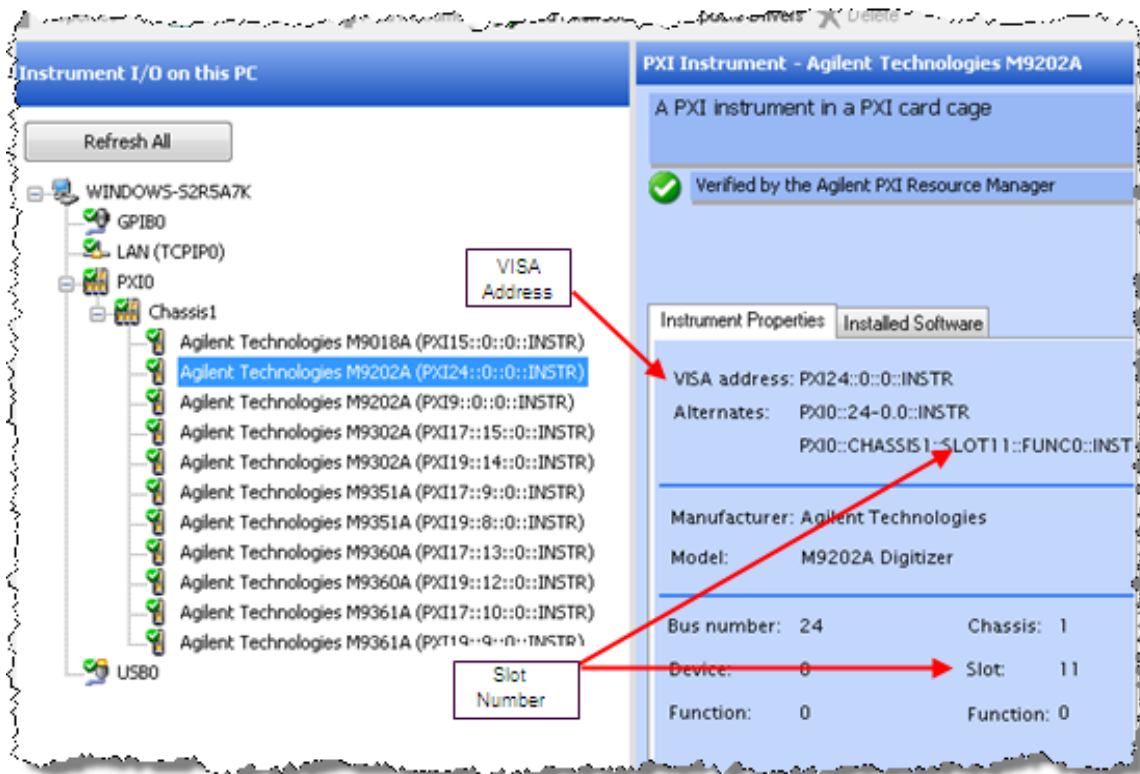 Delete
Instrument I/O on this PC
Refresh All
WINDOWS-S2R5A7K
GPIB0
LAN (TCPIP0)
PXI0
Chassis1
Agilent Technologies M9018A (PXI15::0::0::INSTR)
Agilent Technologies M9202A (PXI24::0::0::INSTR)
Agilent Technologies M9202A (PXI9::0::0::INSTR)
Agilent Technologies M9302A (PXI17::15::0::INSTR)
Agilent Technologies M9302A (PXI19::14::0::INSTR)
Agilent Technologies M9351A (PXI17::9::0::INSTR)
Agilent Technologies M9351A (PXI19::8::0::INSTR)
Agilent Technologies M9360A (PXI17::13::0::INSTR)
Agilent Technologies M9360A (PXI19::12::0::INSTR)
Agilent Technologies M9361A (PXI17::10::0::INSTR)
Agilent Technologies M9361A (PXI19::9::0::INSTR)
USB0
VISA
Address
Slot
Number
PXI Instrument - Agilent Technologies M9202A
A PXI instrument in a PXI card cage
Verified by the Agilent PXI Resource Manager
Instrument Properties Installed Software
VISA address: PXI24::0::0::INSTR
Alternates: PXI0::24-0.0::INSTR
PXI0::CHASSIS1::SLOT11::FUNC0::INST
Manufacturer: Agilent Technologies
Model: M9202A Digitizer
Bus number: 24 Chassis: 1
Device: 0 Slot: 11
Function: 0 Function: 0